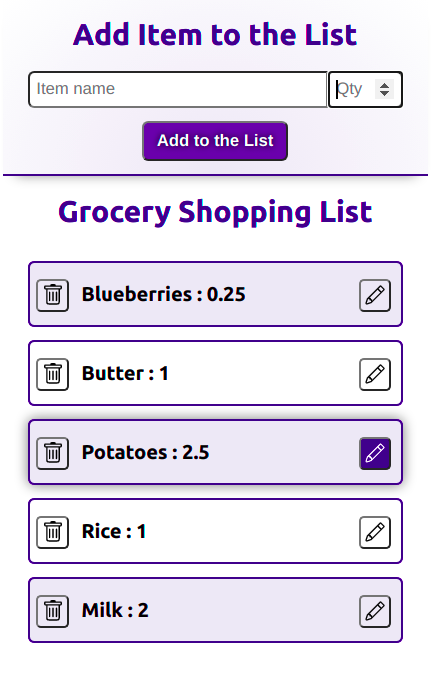 Add Item to the List
Item name Qty
Add to the List
Grocery Shopping List
Blueberries : 0.25
Butter : 1
Potatoes : 2.5
Rice : 1
Milk : 2